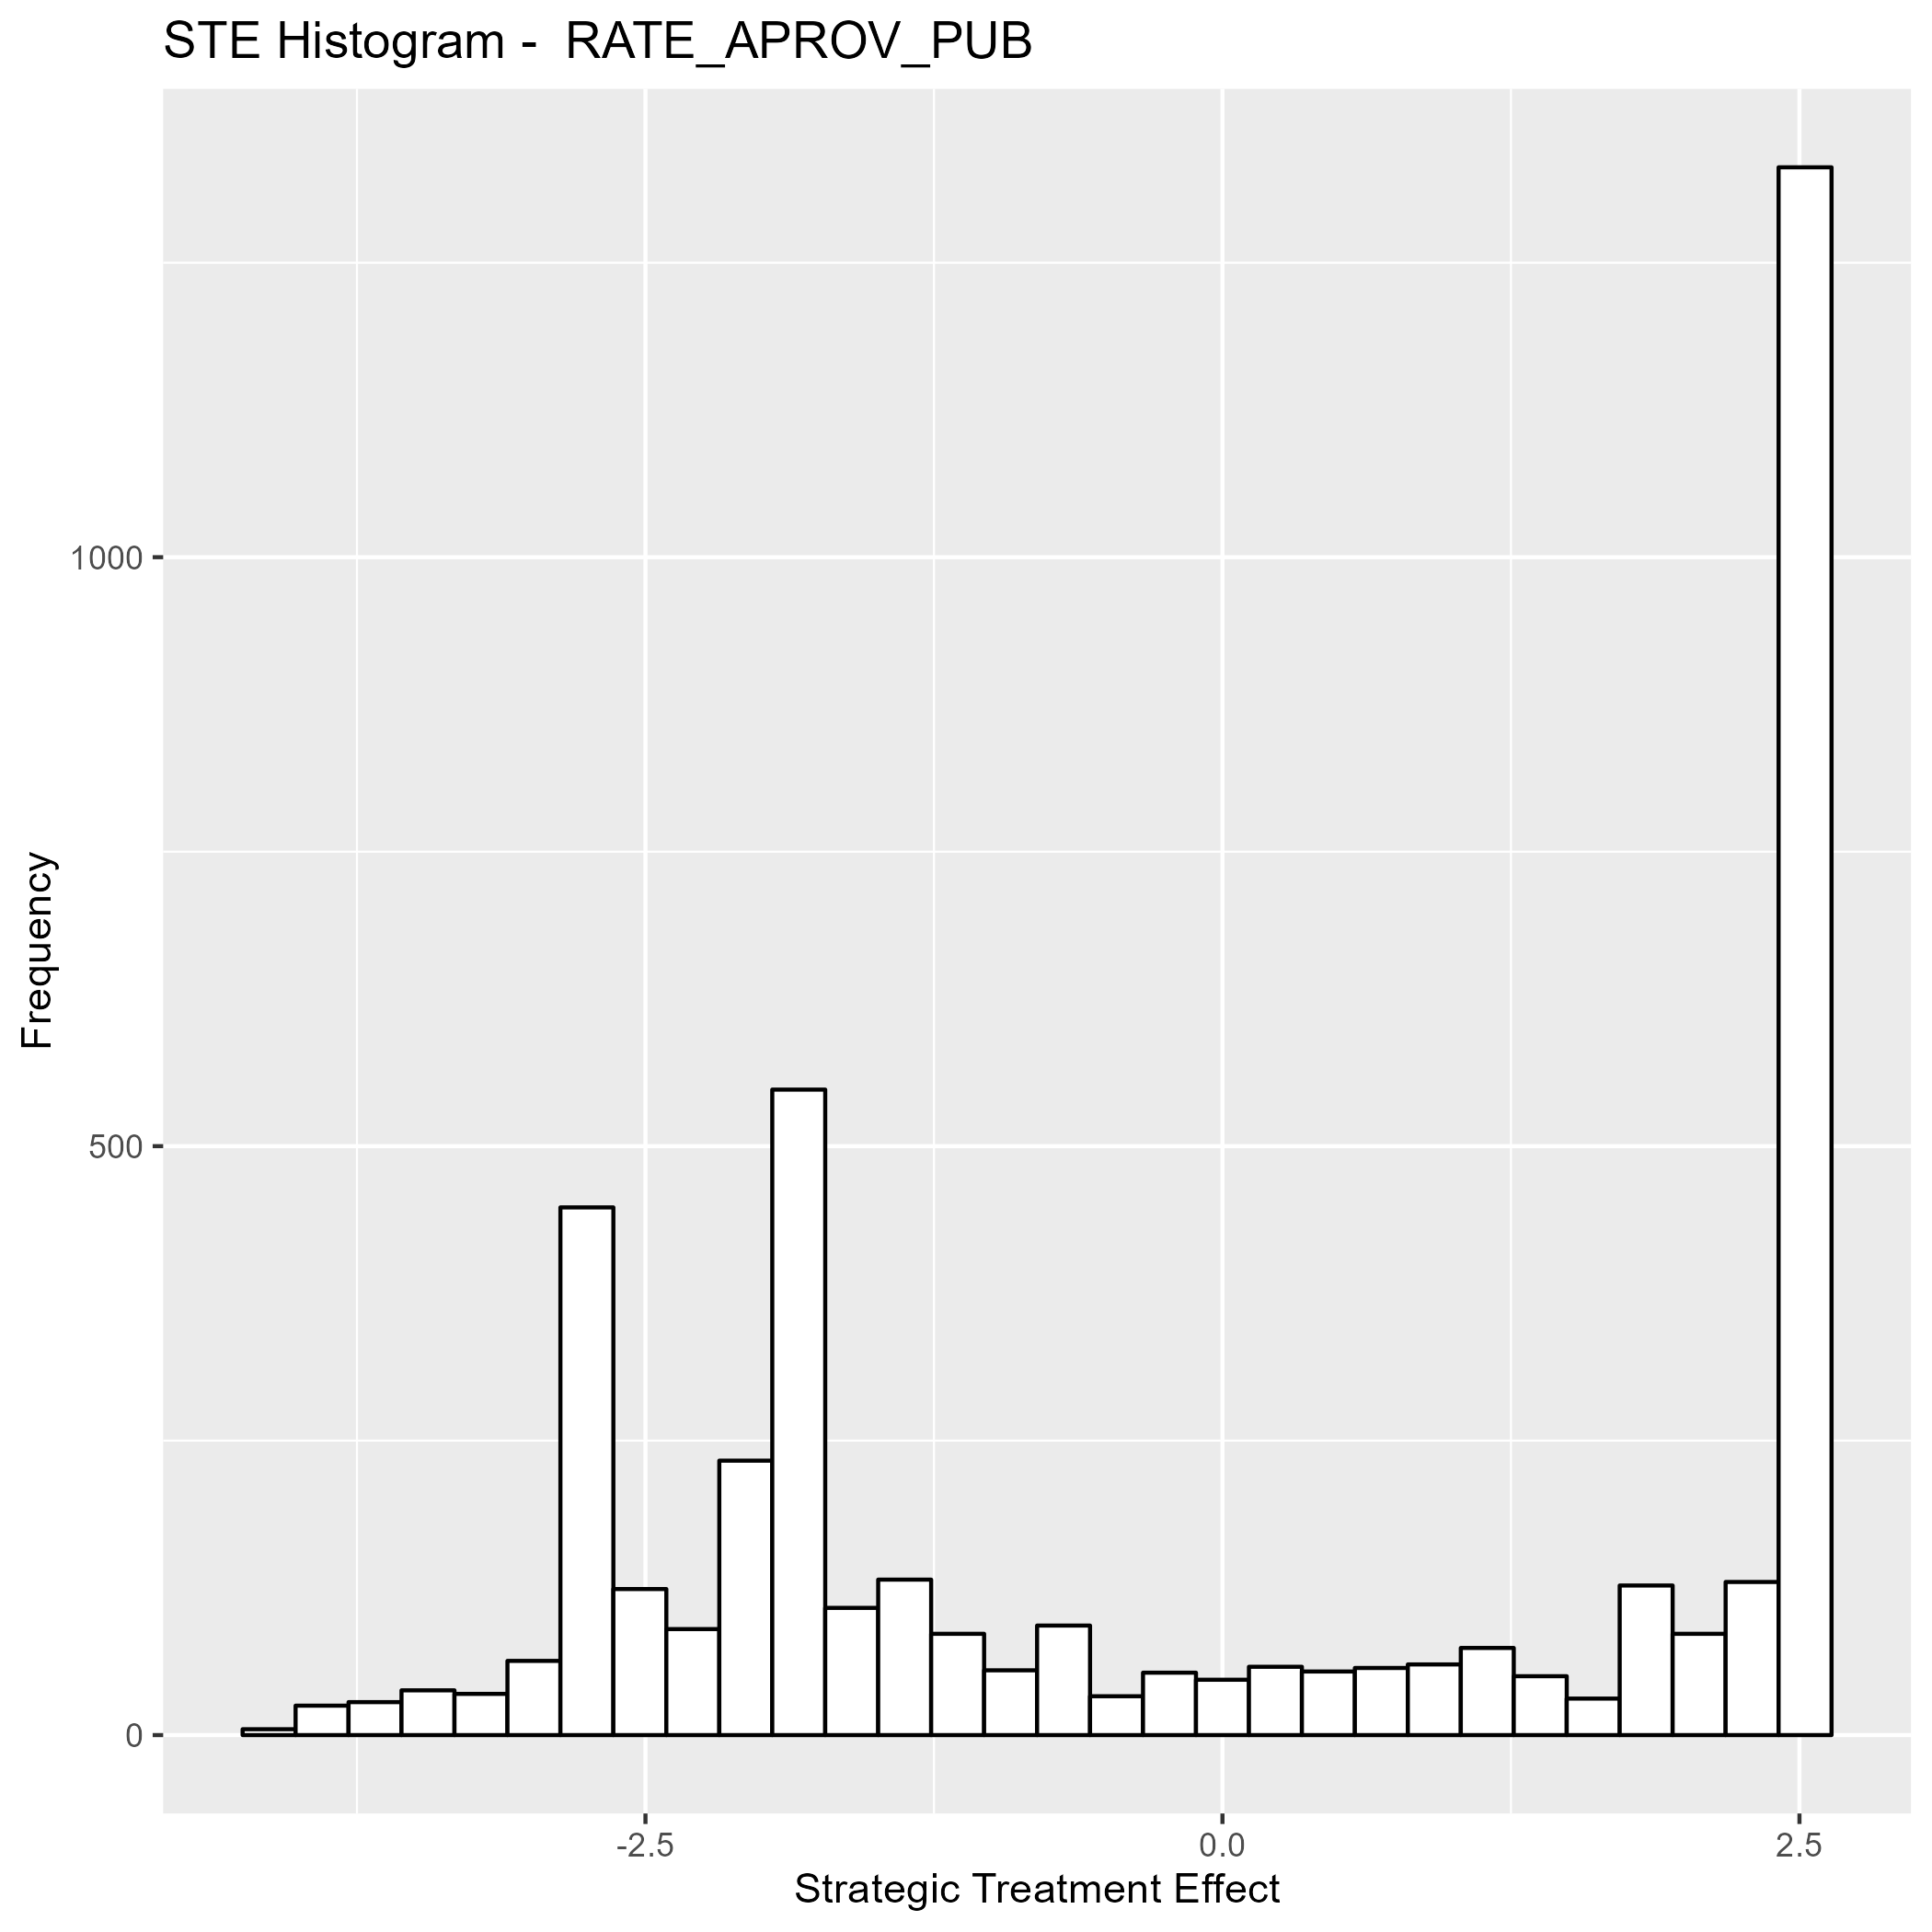 STE Histogram -  RATE_APROV_PUB
Frequency
1000
500
0
-2.5
0.0
2.5
Strategic Treatment Effect